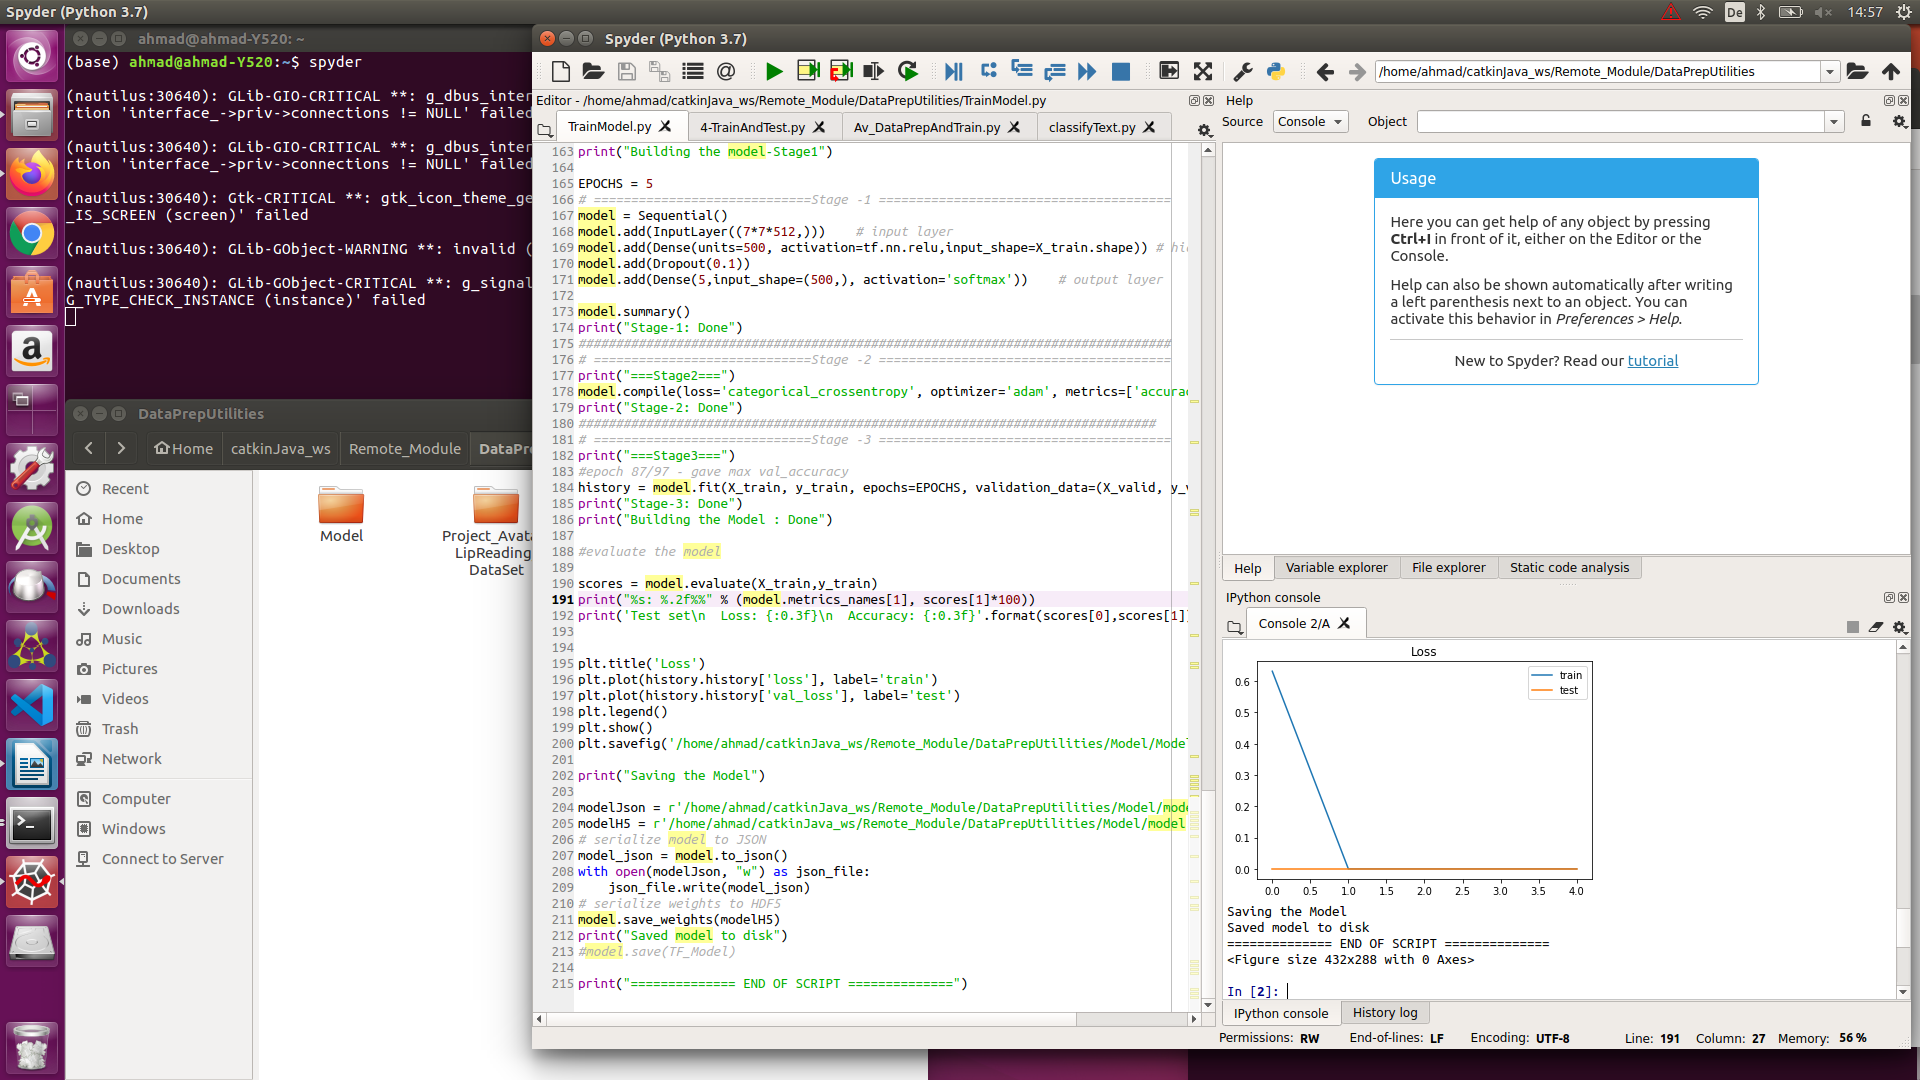 Spyder (Python 3.7)
De
14:57
ahmad@ahmad-Y520: ~
(base) ahmad@ahmad-Y520:~$ spyder
(nautilus:30640): GLib-GIO-CRITICAL **: g_dbus_inter
rtion 'interface_->priv->connections != NULL' failed
(nautilus:30640): GLib-GIO-CRITICAL **: g_dbus_inter
rtion 'interface_->priv->connections != NULL' failed
(nautilus:30640): Gtk-CRITICAL **: gtk_icon_theme_ge
_IS_SCREEN (screen)' failed
(nautilus:30640): GLib-GObject-WARNING **: invalid (
(nautilus:30640): GLib-GObject-CRITICAL **: g_signal
G_TYPE_CHECK_INSTANCE (instance)' failed
DataPrepUtilities
Home catkinJava_ws Remote_Module DataPre
Recent
Home
Desktop
Documents
Downloads
Music
Pictures
Videos
Trash
Network
Computer
Windows
Connect to Server
Model
Project_Avata
LipReading
DataSet
Spyder (Python 3.7)
/home/ahmad/catkinJava_ws/Remote_Module/DataPrepUtilities
Editor - /home/ahmad/catkinJava_ws/Remote_Module/DataPrepUtilities/TrainModel.py
TrainModel.py 4-TrainAndTest.py Av_DataPrepAndTrain.py classifyText.py
163 print("Building the model-Stage1")
164
165 EPOCHS = 5
166 # =============================Stage -1 =======================================
167 model = Sequential()
168 model.add(InputLayer((7*7*512,))) # input layer
169 model.add(Dense(units=500, activation=tf.nn.relu,input_shape=X_train.shape)) # hi
170 model.add(Dropout(0.1))
171 model.add(Dense(5,input_shape=(500,), activation='softmax')) # output layer
172
173 model.summary()
174 print("Stage-1: Done")
175 ###############################################################################
176 # =============================Stage -2 =======================================
177 print("===Stage2===")
178 model.compile(loss='categorical_crossentropy', optimizer='adam', metrics=['accurac
179 print("Stage-2: Done")
180 #############################################################################
181 # =============================Stage -3 =======================================
182 print("===Stage3===")
183 #epoch 87/97 - gave max val_accuracy
184 history = model.fit(X_train, y_train, epochs=EPOCHS, validation_data=(X_valid, y_v
185 print("Stage-3: Done")
186 print("Building the Model : Done")
187
188 #evaluate the model
189
190 scores = model.evaluate(X_train,y_train)
191 print("%s: %.2f%%" % (model.metrics_names[1], scores[1]*100))
192 print('Test set\n  Loss: {:0.3f}\n  Accuracy: {:0.3f}'.format(scores[0],scores[1]
193
194
195 plt.title('Loss')
196 plt.plot(history.history['loss'], label='train')
197 plt.plot(history.history['val_loss'], label='test')
198 plt.legend()
199 plt.show()
200 plt.savefig('/home/ahmad/catkinJava_ws/Remote_Module/DataPrepUtilities/Model/Mode
201
202 print("Saving the Model")
203
204 modelJson = r'/home/ahmad/catkinJava_ws/Remote_Module/DataPrepUtilities/Model/mode
205 modelH5 = r'/home/ahmad/catkinJava_ws/Remote_Module/DataPrepUtilities/Model/model
206 # serialize model to JSON
207 model_json = model.to_json()
208 with open(modelJson, "w") as json_file:
209     json_file.write(model_json)
210 # serialize weights to HDF5
211 model.save_weights(modelH5)
212 print("Saved model to disk")
213 #model.save(TF_Model)
214
215 print("============== END OF SCRIPT ==============")
Help
Source Console Object
Usage
Here you can get help of any object by pressing
Ctrl+I in front of it, either on the Editor or the
Console.
Help can also be shown automatically after writing
a left parenthesis next to an object. You can
activate this behavior in Preferences > Help.
New to Spyder? Read our tutorial
Help Variable explorer File explorer Static code analysis
IPython console
Console 2/A
Loss
train
test
0.6
0.5
0.4
0.3
0.2
0.1
0.0
0.0 0.5 1.0 1.5 2.0 2.5 3.0 3.5 4.0
Saving the Model
Saved model to disk
============== END OF SCRIPT ==============
<Figure size 432x288 with 0 Axes>
In [2]:
IPython console History log
Permissions: RW End-of-lines: LF Encoding: UTF-8 Line: 191 Column: 27 Memory: 56 %